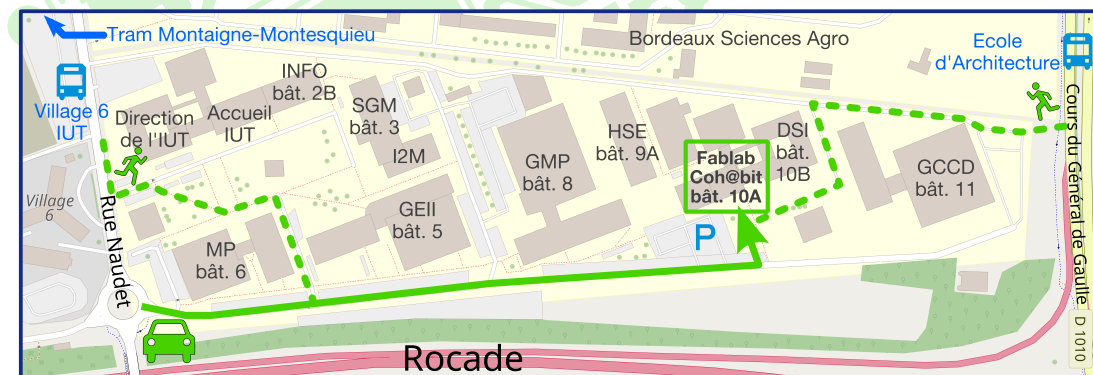 Tram Montaigne-Montesquieu
Bordeaux Sciences Agro
Ecole
d'Architecture
Village 6
IUT
Direction
de l'IUT
Accueil
IUT
INFO
bât. 2B
SGM
bât. 3
I2M
GMP
bât. 8
HSE
bât. 9A
Fablab
Coh@bit
bât. 10A
DSI
bât.
10B
GCCD
bât. 11
Cours du Général de Gaulle
Village
6
Rue Naudet
MP
bât. 6
GEII
bât. 5
P
D 1010
Rocade